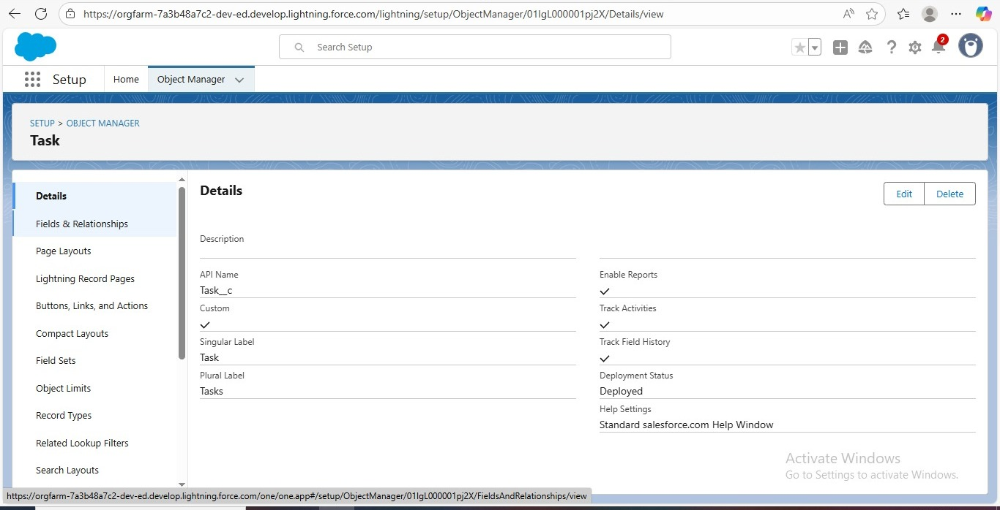 https://orgfarm-7a3b48a7c2-dev-ed.develop.lightning.force.com/lightning/setup/ObjectManager/01IgL000001pj2X/Details/view
Search Setup
2
Setup
Home
Object Manager
SETUP > OBJECT MANAGER
Task
Details
Fields & Relationships
Page Layouts
Lightning Record Pages
Buttons, Links, and Actions
Compact Layouts
Field Sets
Object Limits
Record Types
Related Lookup Filters
Search Layouts
Details
Edit
Delete
Description
API Name
Task__c
Custom
Singular Label
Task
Plural Label
Tasks
Enable Reports
Track Activities
Track Field History
Deployment Status
Deployed
Help Settings
Standard salesforce.com Help Window
Activate Windows
Go to Settings to activate Windows.
https://orgfarm-7a3b48a7c2-dev-ed.develop.lightning.force.com/one/one.app#/setup/ObjectManager/01IgL000001pj2X/FieldsAndRelationships/view